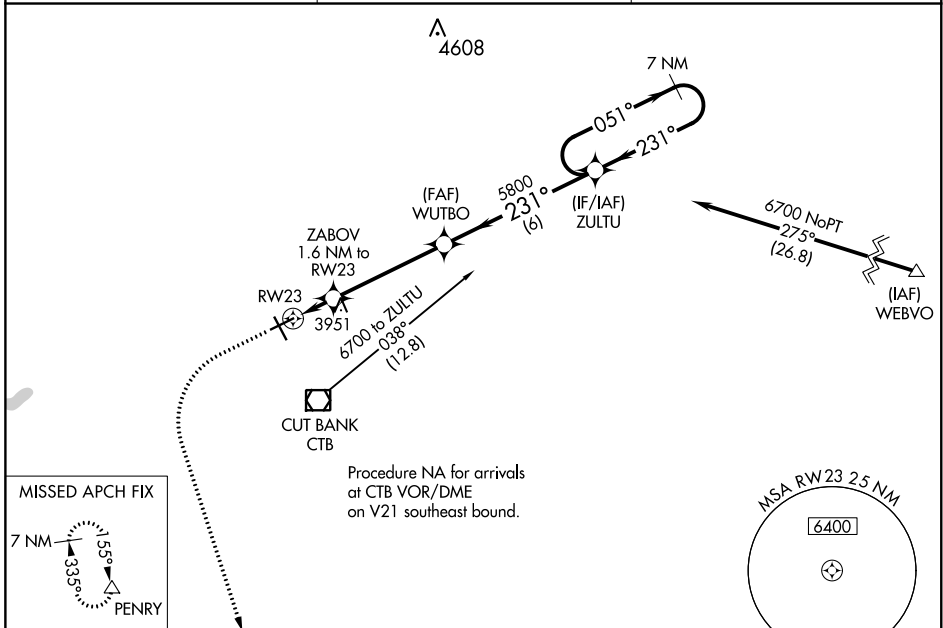 4608
7 NM
051°
231°
(IF/IAF)
ZULTU
5800
231°
(6)
(FAF)
WUTBO
ZABOV
1.6 NM to
RW23
RW23
3951
6700 NoPT
275°
(26.8)
(IAF)
WEBVO
6700 to ZULTU
038°
(12.8)
CUT BANK
CTB
Procedure NA for arrivals
at CTB VOR/DME
on V21 southeast bound.
MISSED APCH FIX
7 NM
155°
335°
PENRY
MSA RW23 25 NM
6400